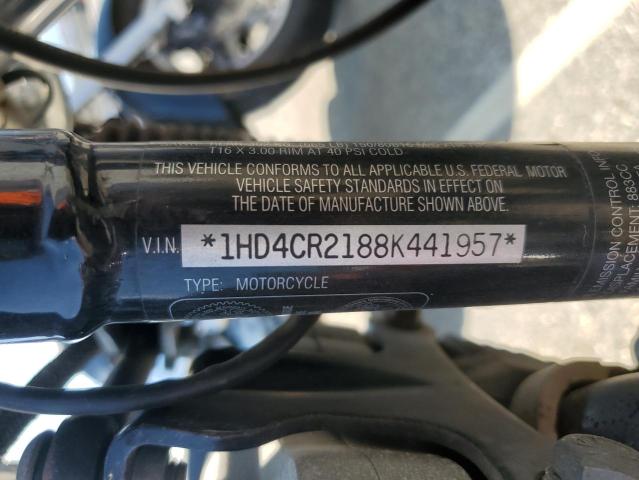 T16 X 3.00 RIM AT 40 PSI COLD
THIS VEHICLE CONFORMS TO ALL APPLICABLE U.S. FEDERAL MOTOR
VEHICLE SAFETY STANDARDS IN EFFECT ON
THE DATE OF MANUFACTURE SHOWN ABOVE.
V.I.N. *1HD4CR2188K441957*
TYPE: MOTORCYCLE
CONTROL
883CC